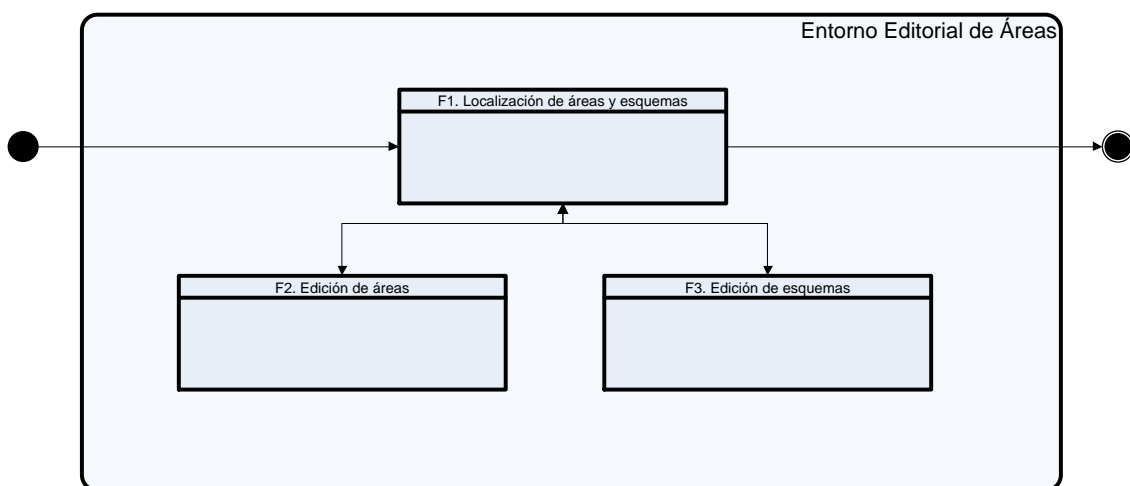 Entorno Editorial de Áreas
F1. Localización de áreas y esquemas
F2. Edición de áreas
F3. Edición de esquemas